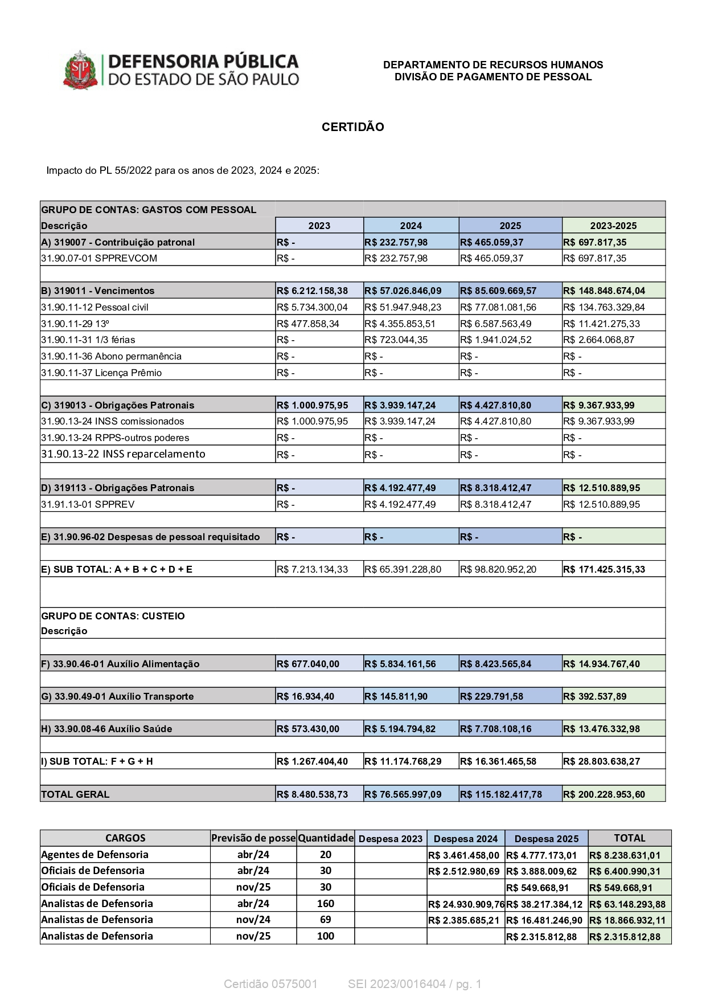 SP
DEFENSORIA PÚBLICA
DO ESTADO DE SÃO PAULO
DEPARTAMENTO DE RECURSOS HUMANOS
DIVISÃO DE PAGAMENTO DE PESSOAL
CERTIDÃO
Impacto do PL 55/2022 para os anos de 2023, 2024 e 2025:
GRUPO DE CONTAS: GASTOS COM PESSOAL
Descrição 2023 2024 2025 2023-2025
A) 319007 - Contribuição patronal R$ - R$ 232.757,98 R$ 465.059,37 R$ 697.817,35
31.90.07-01 SPPREVCOM R$ - R$ 232.757,98 R$ 465.059,37 R$ 697.817,35
B) 319011 - Vencimentos R$ 6.212.158,38 R$ 57.026.846,09 R$ 85.609.669,57 R$ 148.848.674,04
31.90.11-12 Pessoal civil R$ 5.734.300,04 R$ 51.947.948,23 R$ 77.081.081,56 R$ 134.763.329,84
31.90.11-29 13º R$ 477.858,34 R$ 4.355.853,51 R$ 6.587.563,49 R$ 11.421.275,33
31.90.11-31 1/3 férias R$ - R$ 723.044,35 R$ 1.941.024,52 R$ 2.664.068,87
31.90.11-36 Abono permanência R$ - R$ - R$ - R$ -
31.90.11-37 Licença Prêmio R$ - R$ - R$ - R$ -
C) 319013 - Obrigações Patronais R$ 1.000.975,95 R$ 3.939.147,24 R$ 4.427.810,80 R$ 9.367.933,99
31.90.13-24 INSS comissionados R$ 1.000.975,95 R$ 3.939.147,24 R$ 4.427.810,80 R$ 9.367.933,99
31.90.13-24 RPPS-outros poderes R$ - R$ - R$ - R$ -
31.90.13-22 INSS reparcelamento R$ - R$ - R$ - R$ -
D) 319113 - Obrigações Patronais R$ - R$ 4.192.477,49 R$ 8.318.412,47 R$ 12.510.889,95
31.91.13-01 SPPREV R$ - R$ 4.192.477,49 R$ 8.318.412,47 R$ 12.510.889,95
E) 31.90.96-02 Despesas de pessoal requisitado R$ - R$ - R$ - R$ -
E) SUB TOTAL: A + B + C + D + E R$ 7.213.134,33 R$ 65.391.228,80 R$ 98.820.952,20 R$ 171.425.315,33
GRUPO DE CONTAS: CUSTEIO
Descrição
F) 33.90.46-01 Auxílio Alimentação R$ 677.040,00 R$ 5.834.161,56 R$ 8.423.565,84 R$ 14.934.767,40
G) 33.90.49-01 Auxílio Transporte R$ 16.934,40 R$ 145.811,90 R$ 229.791,58 R$ 392.537,89
H) 33.90.08-46 Auxílio Saúde R$ 573.430,00 R$ 5.194.794,82 R$ 7.708.108,16 R$ 13.476.332,98
I) SUB TOTAL: F + G + H R$ 1.267.404,40 R$ 11.174.768,29 R$ 16.361.465,58 R$ 28.803.638,27
TOTAL GERAL R$ 8.480.538,73 R$ 76.565.997,09 R$ 115.182.417,78 R$ 200.228.953,60
CARGOS Previsão de posse Quantidade Despesa 2023 Despesa 2024 Despesa 2025 TOTAL
Agentes de Defensoria abr/24 20 R$ 3.461.458,00 R$ 4.777.173,01 R$ 8.238.631,01
Oficiais de Defensoria abr/24 30 R$ 2.512.980,69 R$ 3.888.009,62 R$ 6.400.990,31
Oficiais de Defensoria nov/25 30 R$ 549.668,91 R$ 549.668,91
Analistas de Defensoria abr/24 160 R$ 24.930.909,76 R$ 38.217.384,12 R$ 63.148.293,88
Analistas de Defensoria nov/24 69 R$ 2.385.685,21 R$ 16.481.246,90 R$ 18.866.932,11
Analistas de Defensoria nov/25 100 R$ 2.315.812,88 R$ 2.315.812,88
Certidão 0575001 SEI 2023/0016404 / pg. 1